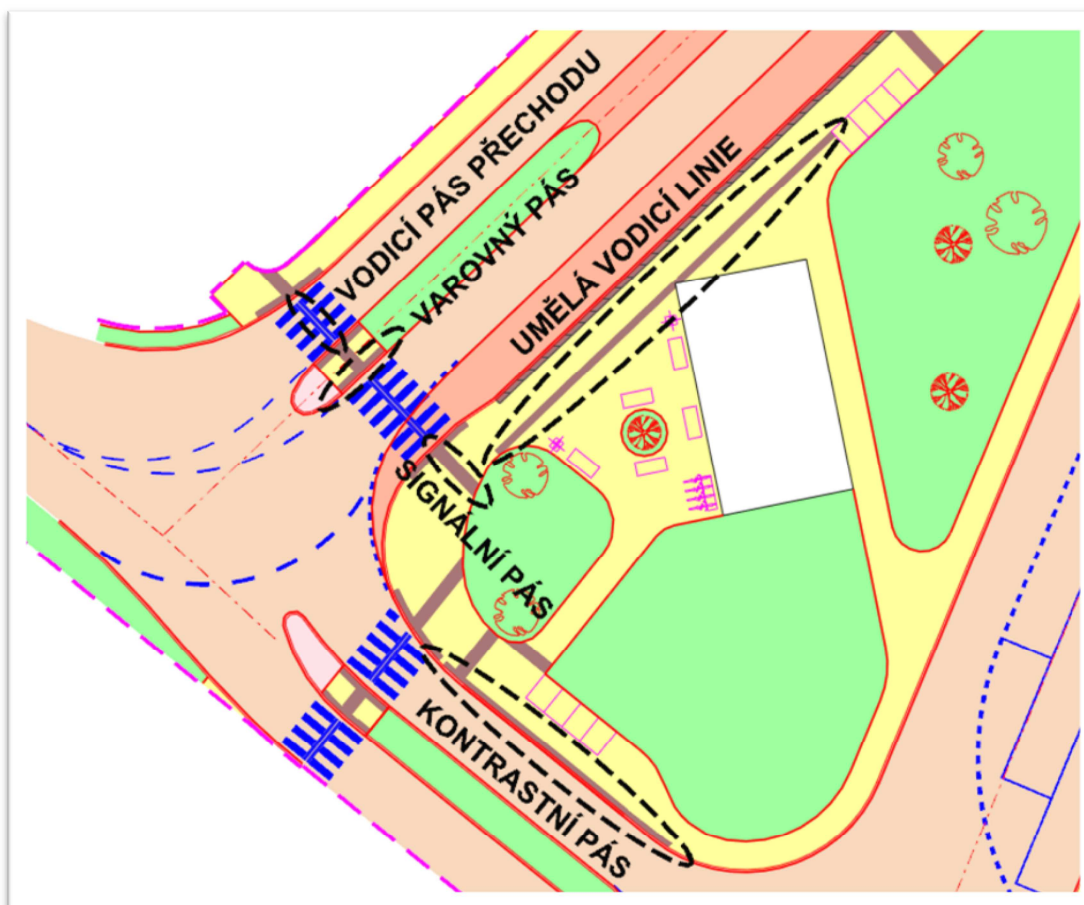 VODICÍ PÁS PŘECHODU
VAROVNÝ PÁS
UMĚLÁ VODICÍ LINIE
SIGNÁLNÍ PÁS
KONTRASTNÍ PÁS